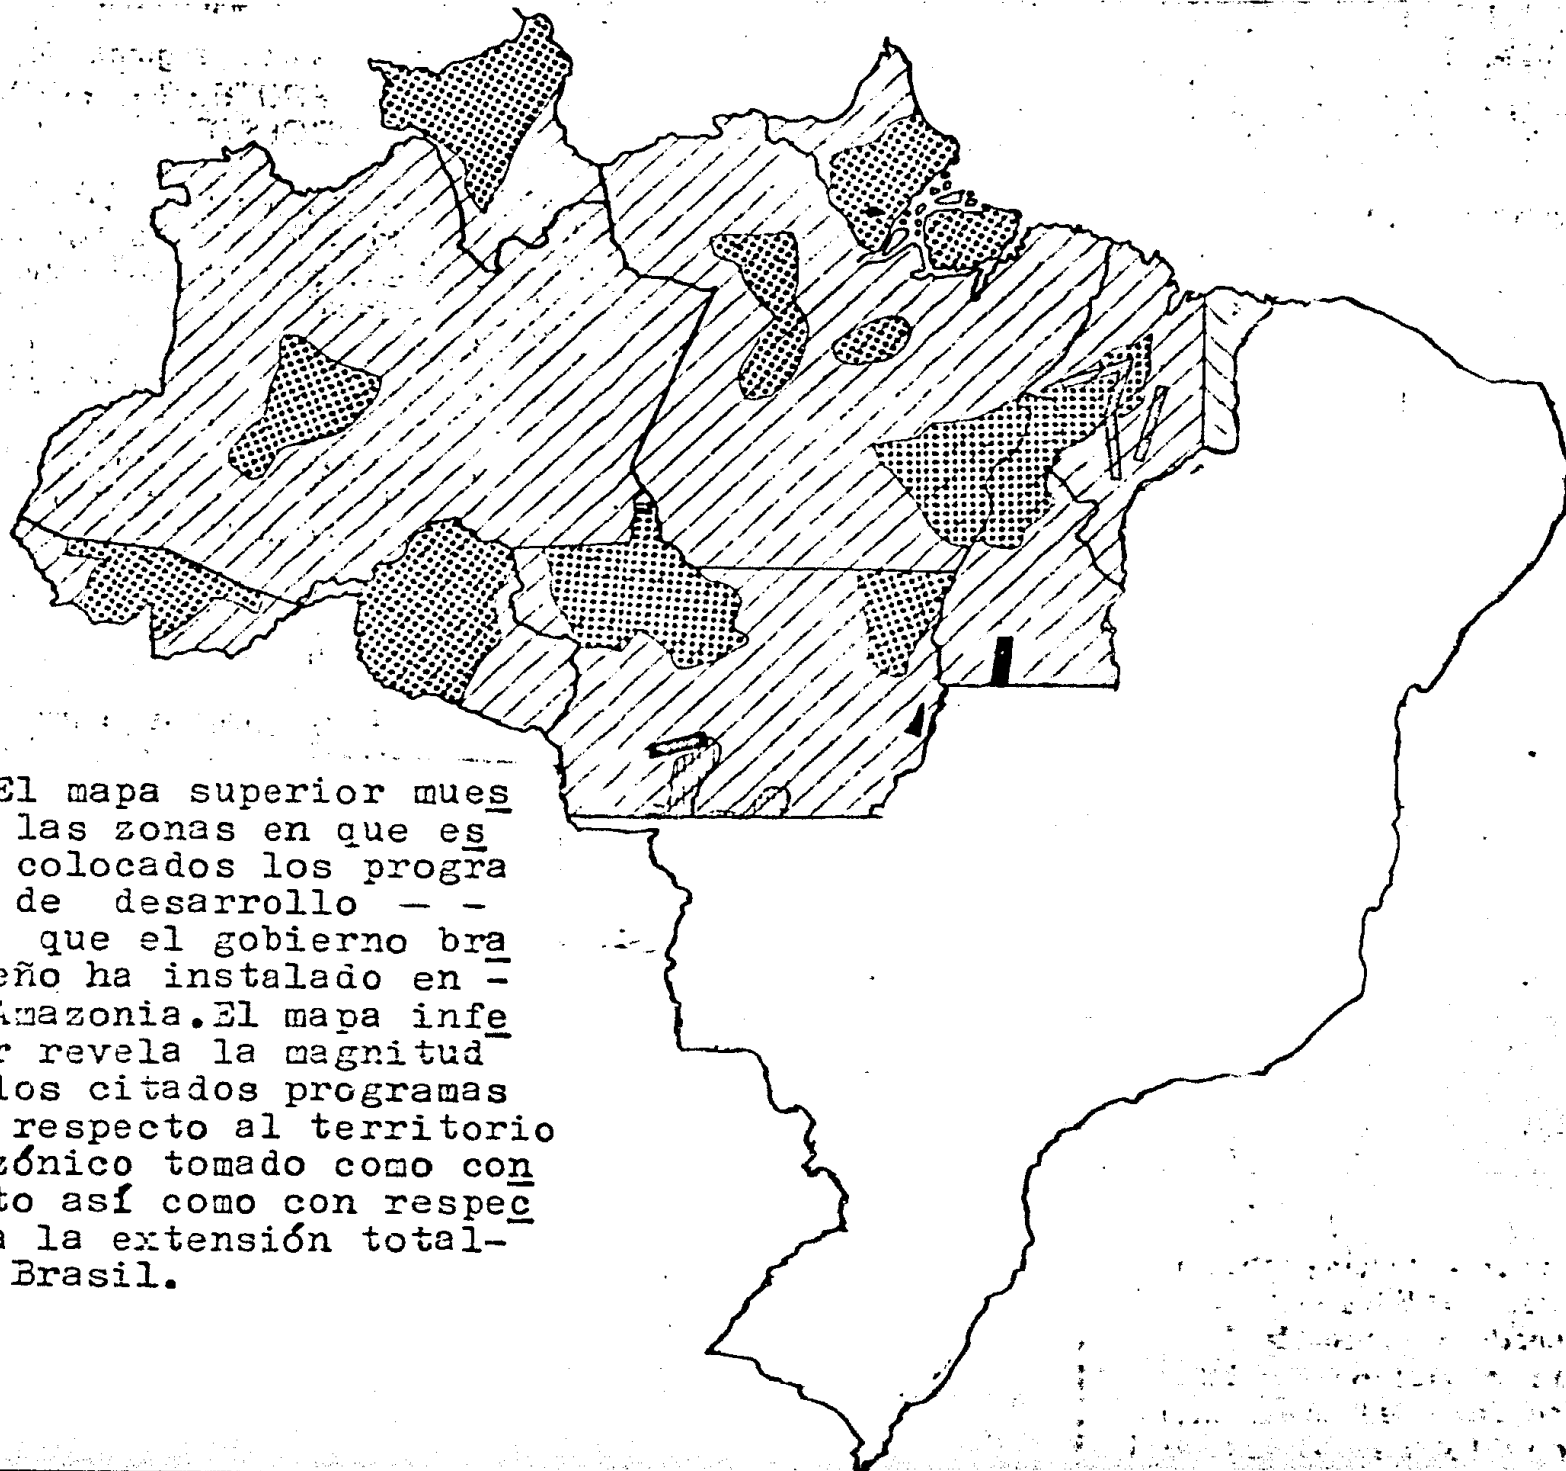 El mapa superior mues
las zonas en que es
colocados los progra
de desarrollo — -
que el gobierno bra
eño ha instalado en -
Amazonia.El mapa infe
r revela la magnitud
los citados programas
respecto al territorio
zónico tomado como con
to así como con respec
a la extensión total-
Brasil.